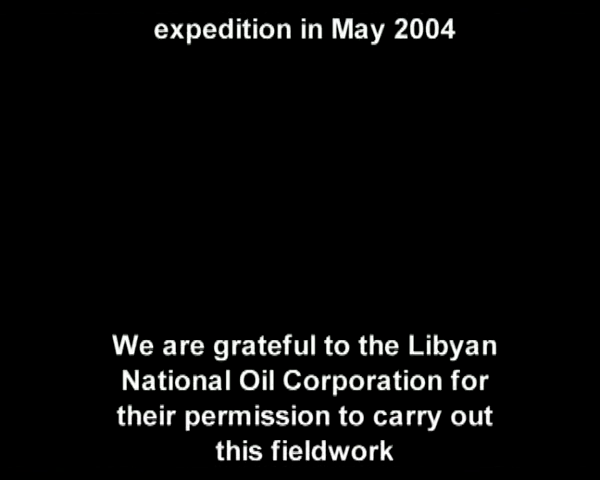 expedition in May 2004
We are grateful to the Libyan
National Oil Corporation for
their permission to carry out
this fieldwork